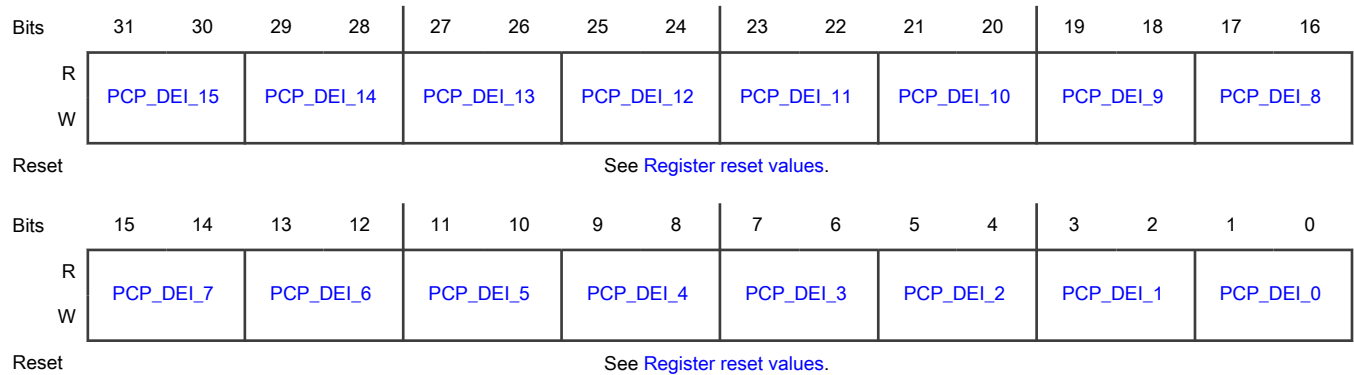 Bits 31 30 29 28 27 26 25 24 23 22 21 20 19 18 17 16
R
PCP_DEI_15 PCP_DEI_14 PCP_DEI_13 PCP_DEI_12 PCP_DEI_11 PCP_DEI_10 PCP_DEI_9 PCP_DEI_8
W
Reset See Register reset values.
Bits 15 14 13 12 11 10 9 8 7 6 5 4 3 2 1 0
R
PCP_DEI_7 PCP_DEI_6 PCP_DEI_5 PCP_DEI_4 PCP_DEI_3 PCP_DEI_2 PCP_DEI_1 PCP_DEI_0
W
Reset See Register reset values.